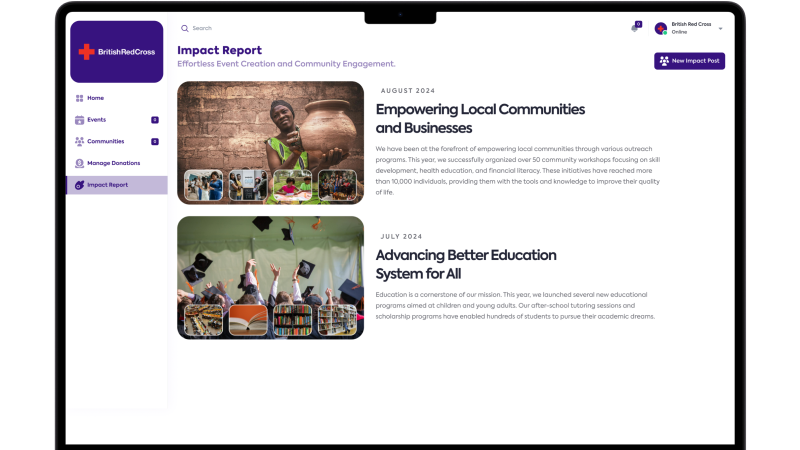 BritishRedCross
Home
Events
Communities
Manage Donations
Impact Report
Search
British Red Cross
Online
Impact Report
Effortless Event Creation and Community Engagement.
New Impact Post
AUGUST 2024
Empowering Local Communities
and Businesses
We have been at the forefront of empowering local communities through various outreach
programs. This year, we successfully organized over 50 community workshops focusing on skill
development, health education, and financial literacy. These initiatives have reached more
than 10,000 individuals, providing them with the tools and knowledge to improve their quality
of life.
JULY 2024
Advancing Better Education
System for All
Education is a cornerstone of our mission. This year, we launched several new educational
programs aimed at children and young adults. Our after-school tutoring sessions and
scholarship programs have enabled hundreds of students to pursue their academic dreams.